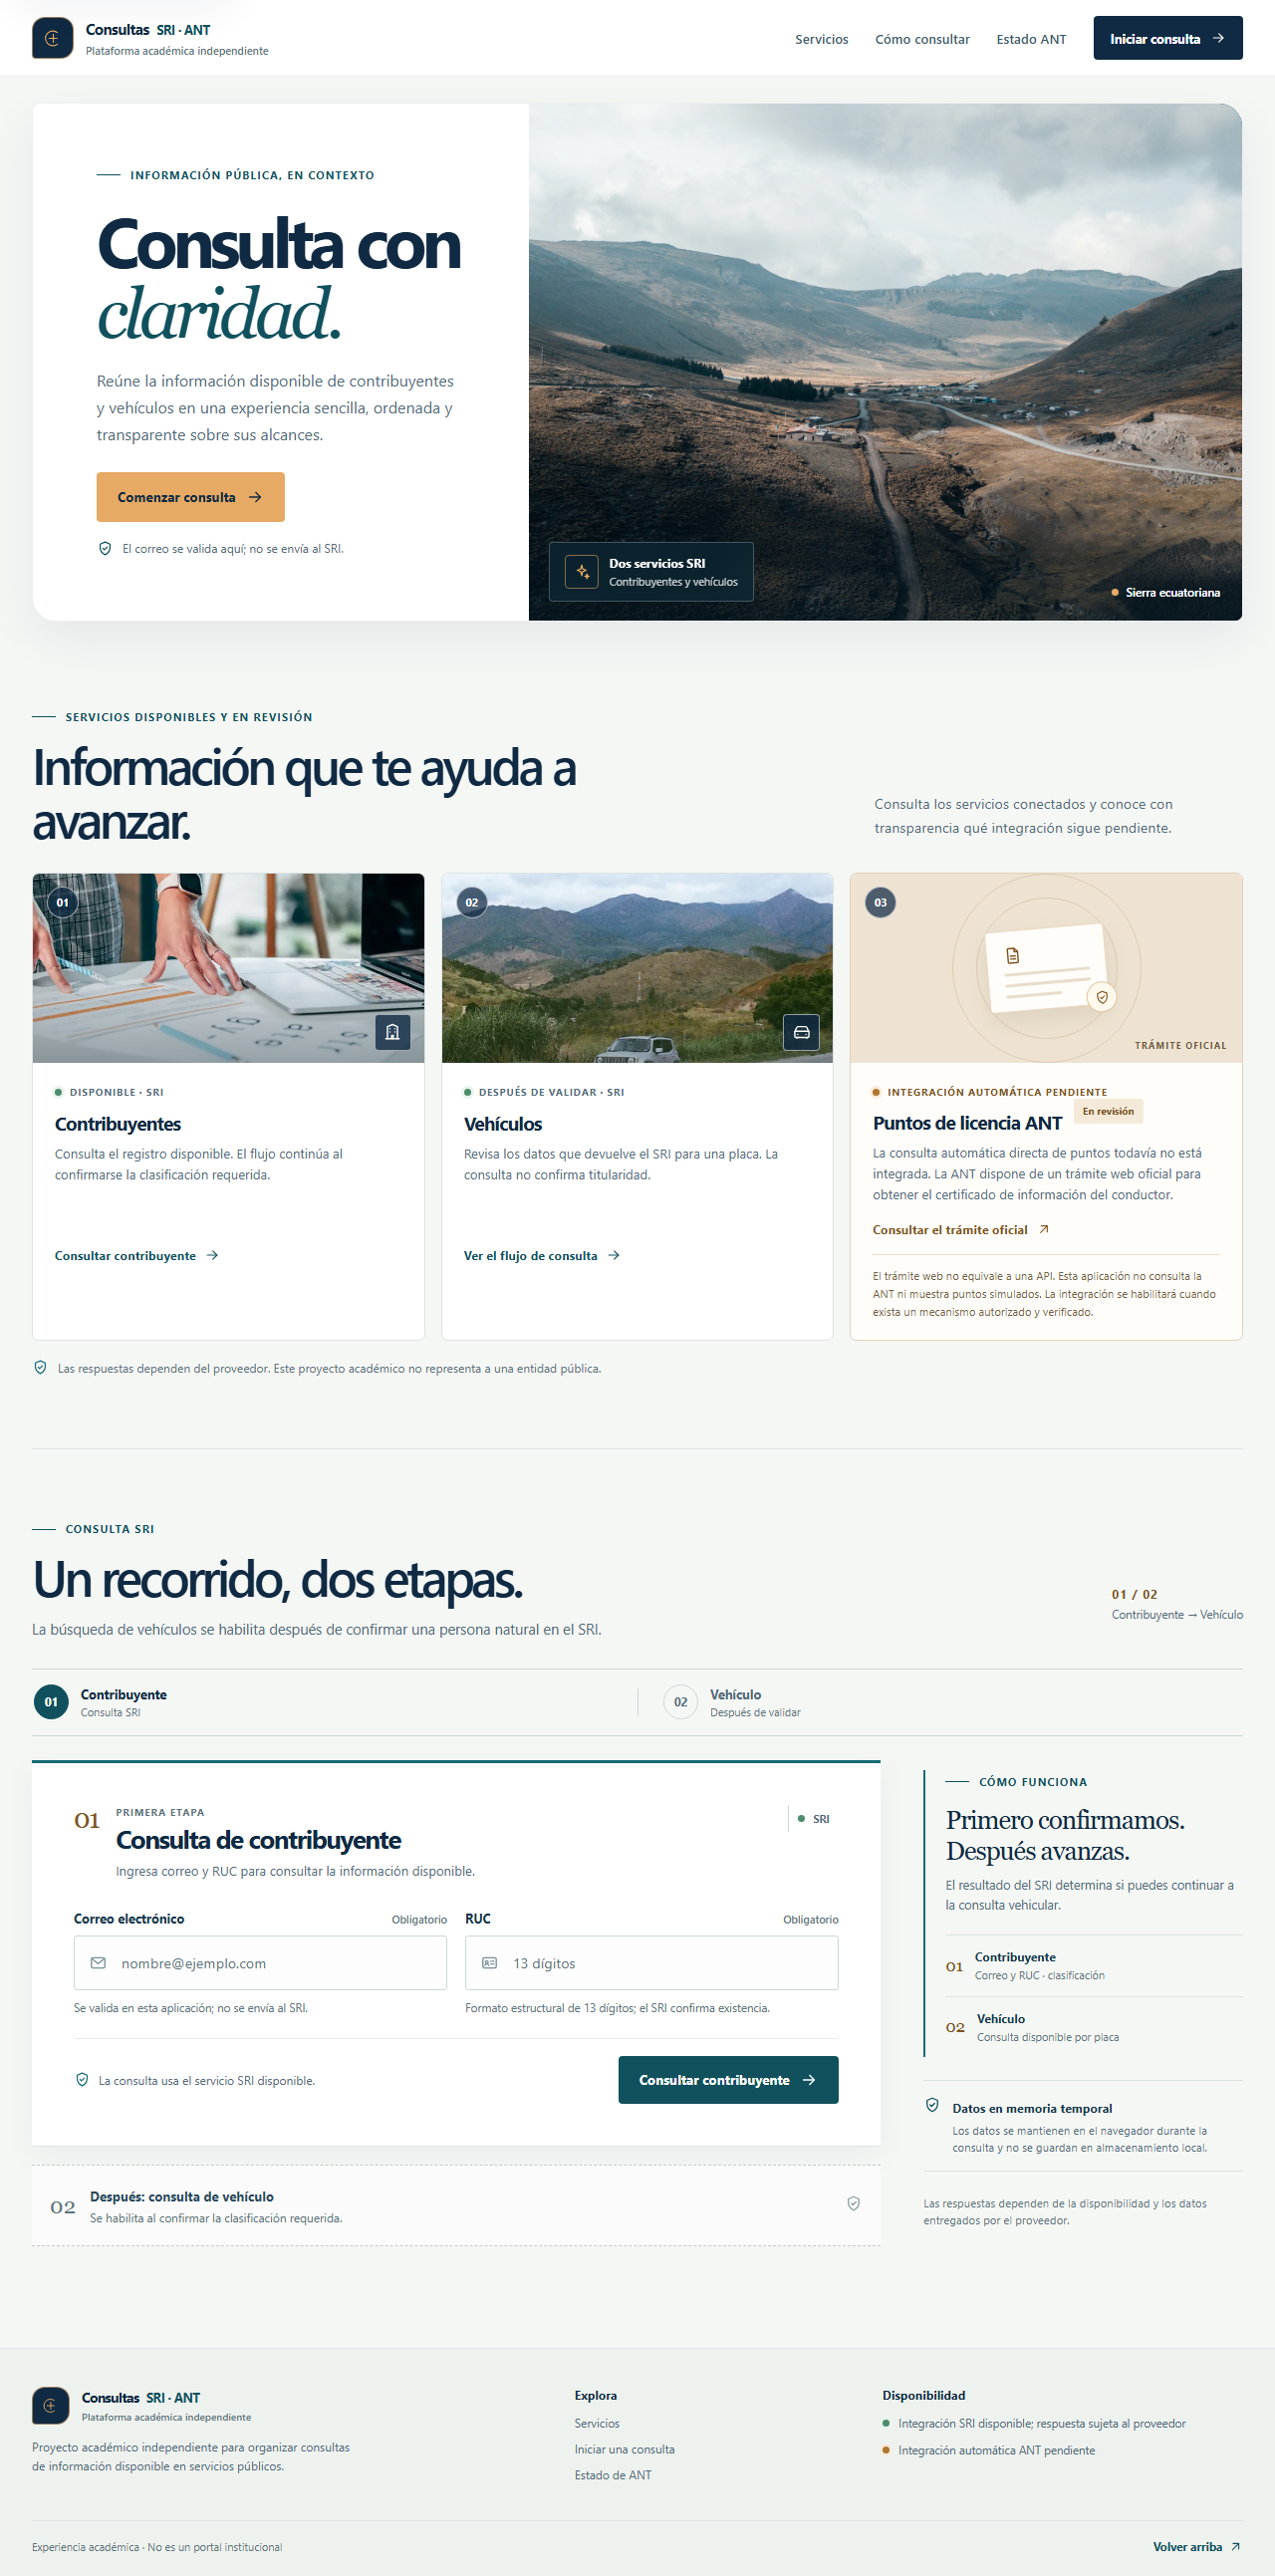 Consultas SRI · ANT
Plataforma académica independiente
Servicios
Cómo consultar
Estado ANT
Iniciar consulta
INFORMACIÓN PÚBLICA, EN CONTEXTO
Consulta con
claridad.
Reúne la información disponible de contribuyentes
y vehículos en una experiencia sencilla, ordenada y
transparente sobre sus alcances.
Comenzar consulta
El correo se valida aquí; no se envía al SRI.
Dos servicios SRI
Contribuyentes y vehículos
Sierra ecuatoriana
SERVICIOS DISPONIBLES Y EN REVISIÓN
Información que te ayuda a
avanzar.
Consulta los servicios conectados y conoce con
transparencia qué integración sigue pendiente.
01
DISPONIBLE · SRI
Contribuyentes
Consulta el registro disponible. El flujo continúa al
confirmarse la clasificación requerida.
Consultar contribuyente
02
DESPUÉS DE VALIDAR · SRI
Vehículos
Revisa los datos que devuelve el SRI para una placa. La
consulta no confirma titularidad.
Ver el flujo de consulta
03
TRÁMITE OFICIAL
INTEGRACIÓN AUTOMÁTICA PENDIENTE
Puntos de licencia ANT
En revisión
La consulta automática directa de puntos todavía no está
integrada. La ANT dispone de un trámite web oficial para
obtener el certificado de información del conductor.
Consultar el trámite oficial
El trámite web no equivale a una API. Esta aplicación no consulta la
ANT ni muestra puntos simulados. La integración se habilitará cuando
exista un mecanismo autorizado y verificado.
Las respuestas dependen del proveedor. Este proyecto académico no representa a una entidad pública.
CONSULTA SRI
Un recorrido, dos etapas.
La búsqueda de vehículos se habilita después de confirmar una persona natural en el SRI.
01 / 02
Contribuyente → Vehículo
01
Contribuyente
Consulta SRI
02
Vehículo
Después de validar
01
PRIMERA ETAPA
Consulta de contribuyente
Ingresa correo y RUC para consultar la información disponible.
SRI
Correo electrónico
Obligatorio
nombre@ejemplo.com
Se valida en esta aplicación; no se envía al SRI.
RUC
Obligatorio
13 dígitos
Formato estructural de 13 dígitos; el SRI confirma existencia.
La consulta usa el servicio SRI disponible.
Consultar contribuyente
02
Después: consulta de vehículo
Se habilita al confirmar la clasificación requerida.
CÓMO FUNCIONA
Primero confirmamos.
Después avanzas.
El resultado del SRI determina si puedes continuar a
la consulta vehicular.
01
Contribuyente
Correo y RUC · clasificación
02
Vehículo
Consulta disponible por placa
Datos en memoria temporal
Los datos se mantienen en el navegador durante la
consulta y no se guardan en almacenamiento local.
Las respuestas dependen de la disponibilidad y los datos
entregados por el proveedor.
Consultas SRI · ANT
Plataforma académica independiente
Proyecto académico independiente para organizar consultas
de información disponible en servicios públicos.
Explora
Servicios
Iniciar una consulta
Estado de ANT
Disponibilidad
Integración SRI disponible; respuesta sujeta al proveedor
Integración automática ANT pendiente
Experiencia académica · No es un portal institucional
Volver arriba